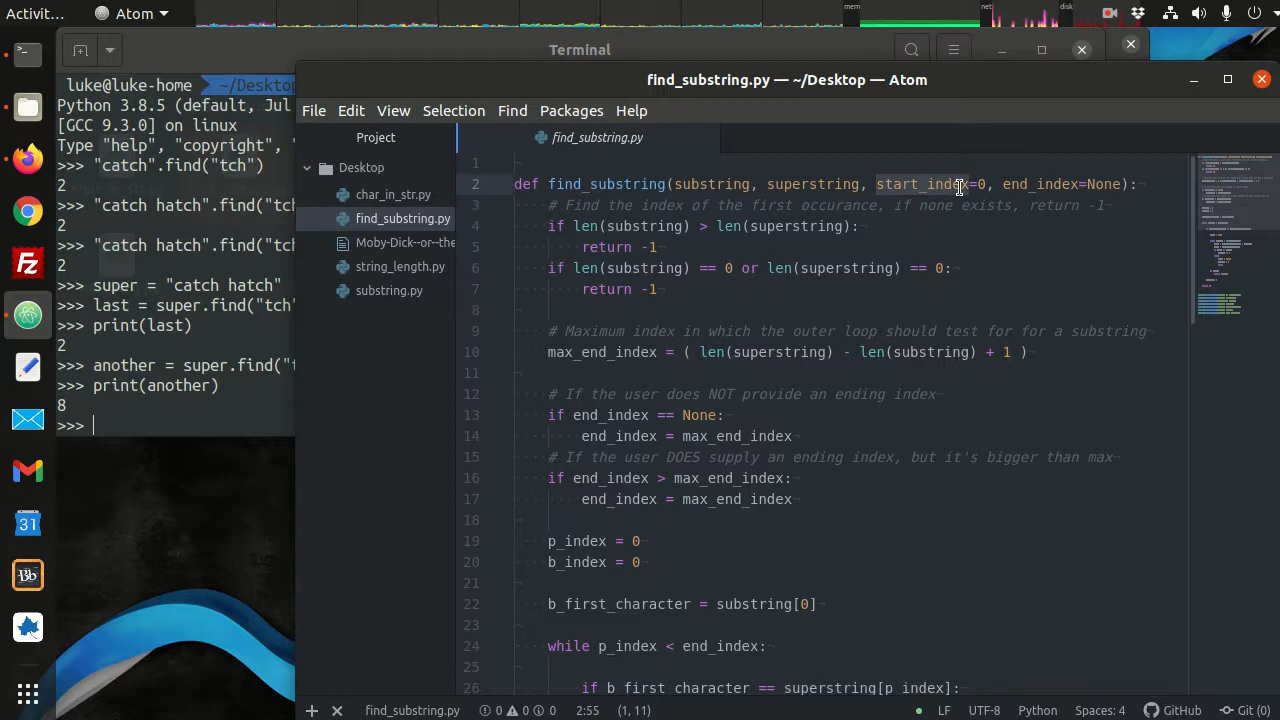 Activit...
Atom
mem
net
disk
Terminal
luke@luke-home
~/Desktop
Python 3.8.5 (default, Jul
[GCC 9.3.0] on linux
Type "help", "copyright", "
>>> "catch".find("tch")
2
>>> "catch hatch".find("tch
2
>>> "catch hatch".find("tch
2
>>> super = "catch hatch"
>>> last = super.find("tch
>>> print(last)
2
>>> another = super.find("t
>>> print(another)
8
>>>
find_substring.py — ~/Desktop — Atom
File Edit View Selection Find Packages Help
Project
find_substring.py
Desktop
char_in_str.py
find_substring.py
Moby-Dick--or-the
string_length.py
substring.py
1
2 def find_substring(substring, superstring, start_index=0, end_index=None):
3 # Find the index of the first occurance, if none exists, return -1
4 if len(substring) > len(superstring):
5 return -1
6 if len(substring) == 0 or len(superstring) == 0:
7 return -1
8
9 # Maximum index in which the outer loop should test for for a substring
10 max_end_index = ( len(superstring) - len(substring) + 1 )
11
12 # If the user does NOT provide an ending index
13 if end_index == None:
14 end_index = max_end_index
15 # If the user DOES supply an ending index, but it's bigger than max
16 if end_index > max_end_index:
17 end_index = max_end_index
18
19 p_index = 0
20 b_index = 0
21
22 b_first_character = substring[0]
23
24 while p_index < end_index:
25
26 if b_first_character == superstring[p_index]:
find_substring.py 0 0 0 2:55 (1, 11) LF UTF-8 Python Spaces: 4 GitHub Git (0)
Fz
31
Bb